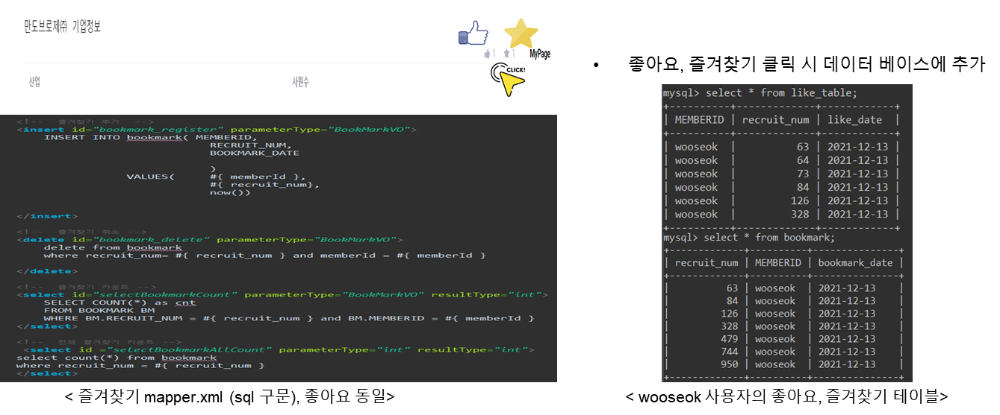 만도브로제㈜ 기업정보
1 1 MyPage
CLICK!
산업 사원수
<!-- 즐겨찾기 추가 -->
<insert id="bookmark_register" parameterType="BookMarkVO">
INSERT INTO bookmark( MEMBERID,
RECRUIT_NUM,
BOOKMARK_DATE
)
VALUES( #{ memberId },
#{ recruit_num},
now())
</insert>
<!-- 즐겨찾기 취소 -->
<delete id="bookmark_delete" parameterType="BookMarkVO">
delete from bookmark
where recruit_num= #{ recruit_num } and memberId = #{ memberId }
</delete>
<!-- 즐겨찾기 카운트 -->
<select id="selectBookmarkCount" parameterType="BookMarkVO" resultType="int">
SELECT COUNT(*) as cnt
FROM BOOKMARK BM
WHERE BM.RECRUIT_NUM = #{ recruit_num } and BM.MEMBERID = #{ memberId }
</select>
<!-- 전체 즐겨찾기 카운트 -->
<select id ="selectBookmarkAllCount" parameterType="int" resultType="int">
select count(*) from bookmark
where recruit_num = #{ recruit_num }
</select>
< 즐겨찾기 mapper.xml (sql 구문), 좋아요 동일>
• 좋아요, 즐겨찾기 클릭 시 데이터 베이스에 추가
mysql> select * from like_table;
+----------+-------------+------------+
| MEMBERID | recruit_num | like_date |
+----------+-------------+------------+
| wooseok | 63 | 2021-12-13 |
| wooseok | 64 | 2021-12-13 |
| wooseok | 73 | 2021-12-13 |
| wooseok | 84 | 2021-12-13 |
| wooseok | 126 | 2021-12-13 |
| wooseok | 328 | 2021-12-13 |
+----------+-------------+------------+
mysql> select * from bookmark;
+-------------+----------+---------------+
| recruit_num | MEMBERID | bookmark_date |
+-------------+----------+---------------+
| 63 | wooseok | 2021-12-13 |
| 84 | wooseok | 2021-12-13 |
| 126 | wooseok | 2021-12-13 |
| 328 | wooseok | 2021-12-13 |
| 479 | wooseok | 2021-12-13 |
| 744 | wooseok | 2021-12-13 |
| 950 | wooseok | 2021-12-13 |
+-------------+----------+---------------+
< wooseok 사용자의 좋아요, 즐겨찾기 테이블>